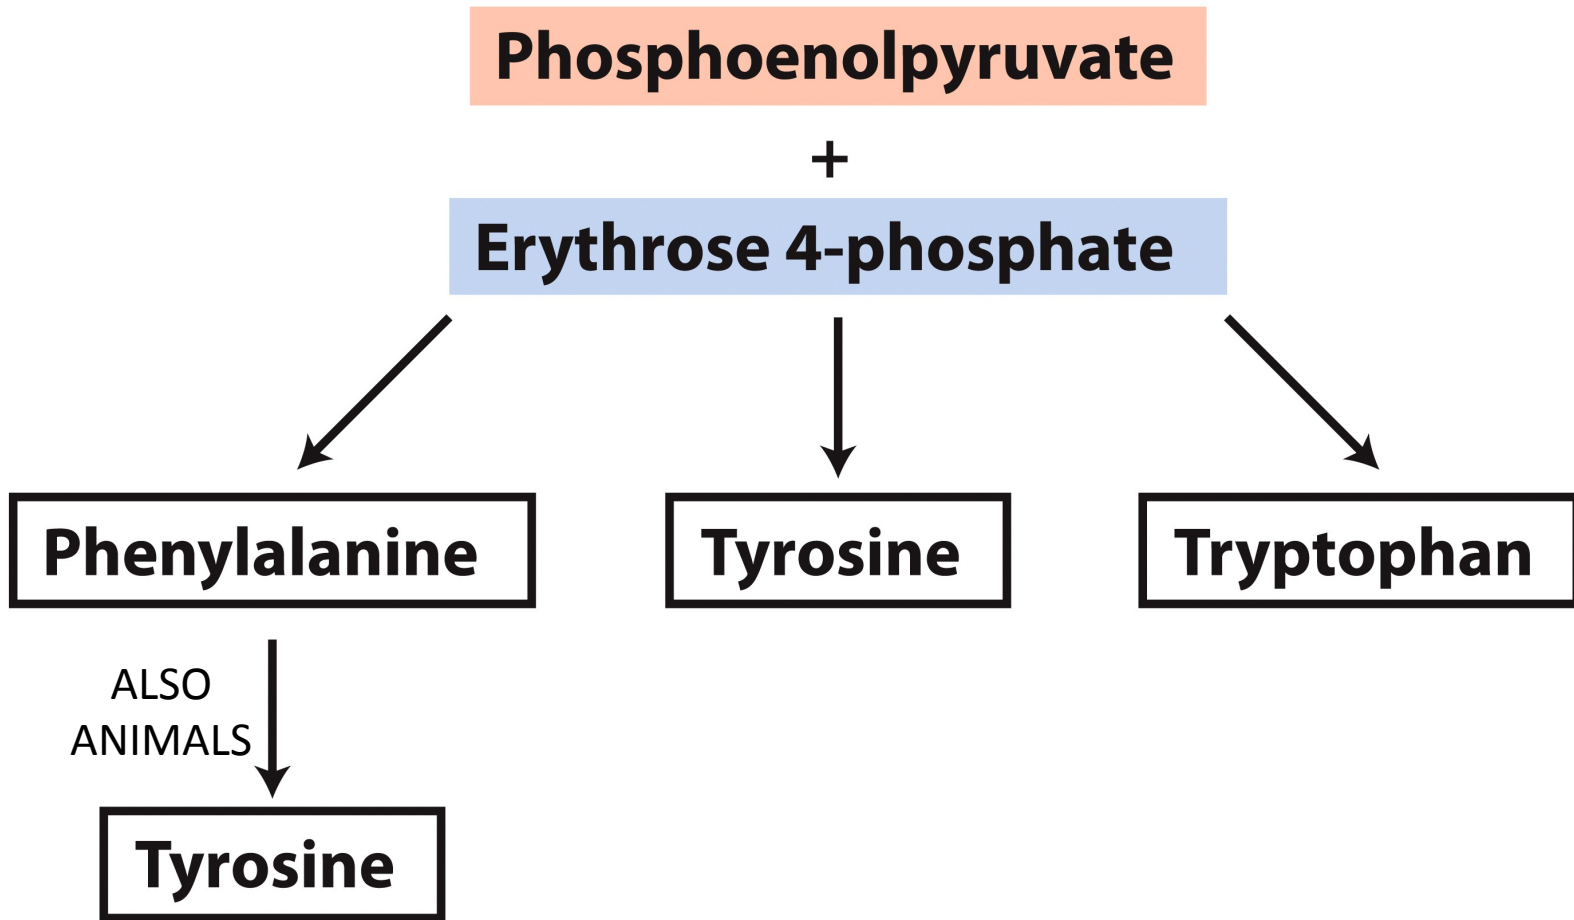 Phosphoenolpyruvate
+
Erythrose 4-phosphate
Phenylalanine
Tyrosine
Tryptophan
ALSO
ANIMALS
Tyrosine